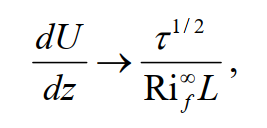 dU/dz → τ^{1/2} / Ri_f^∞ L ,